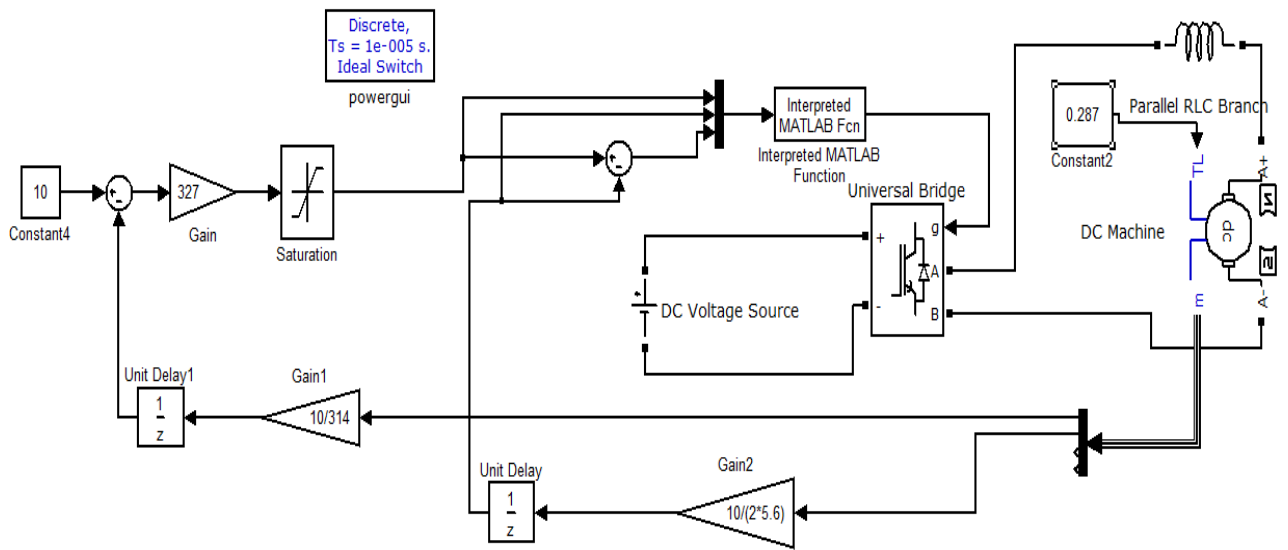 Discrete,
Ts = 1e-005 s.
Ideal Switch
powergui
10
Constant4
327
Gain
Saturation
Interpreted
MATLAB Fcn
Interpreted MATLAB
Function
0.287
Constant2
Parallel RLC Branch
Universal Bridge
g
+
A
-
B
DC Voltage Source
DC Machine
TL
A+
dc
m
A-
Unit Delay1
1
z
Gain1
10/314
Unit Delay
1
z
Gain2
10/(2*5.6)